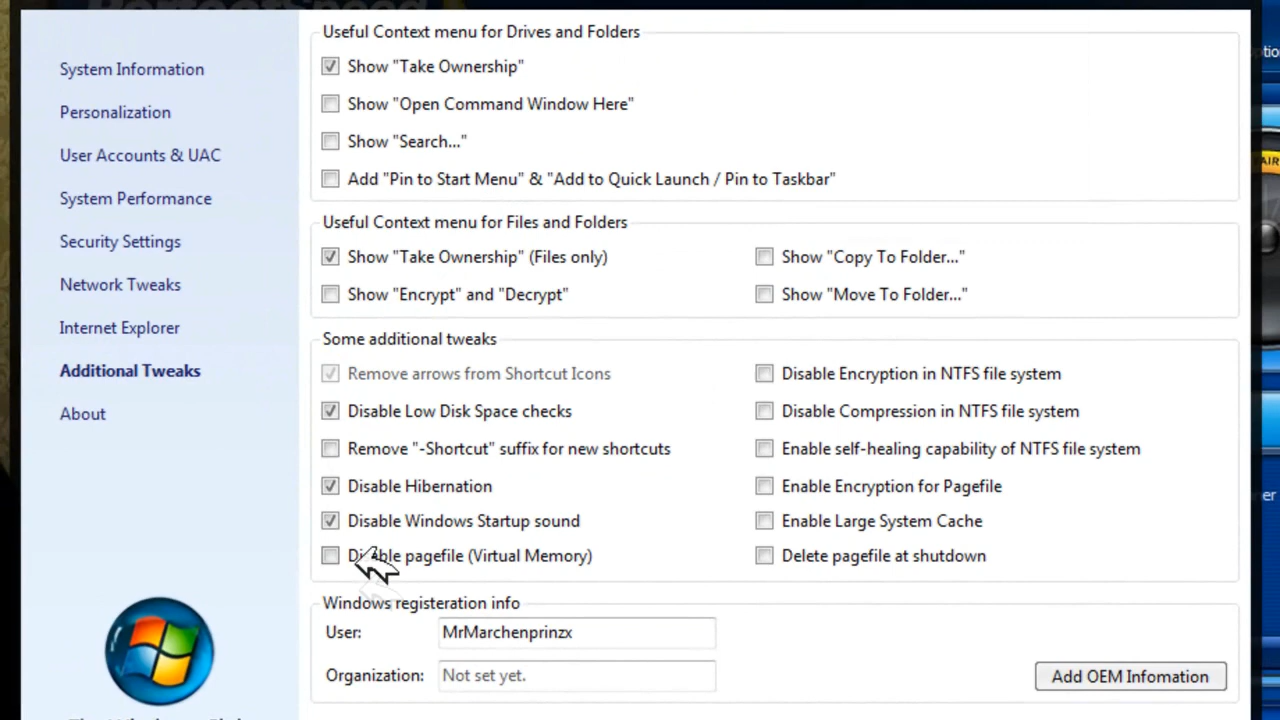 PerfectSpeed
ptio
Useful Context menu for Drives and Folders
System Information
Show "Take Ownership"
Personalization
Show "Open Command Window Here"
User Accounts & UAC
Show "Search..."
AIR
System Performance
Add "Pin to Start Menu" & "Add to Quick Launch / Pin to Taskbar"
Security Settings
Useful Context menu for Files and Folders
Network Tweaks
Show "Take Ownership" (Files only)
Show "Copy To Folder..."
Internet Explorer
Show "Encrypt" and "Decrypt"
Show "Move To Folder..."
Additional Tweaks
Some additional tweaks
About
Remove arrows from Shortcut Icons
Disable Encryption in NTFS file system
Disable Low Disk Space checks
Disable Compression in NTFS file system
Remove "-Shortcut" suffix for new shortcuts
Enable self-healing capability of NTFS file system
Disable Hibernation
Enable Encryption for Pagefile
ner
Disable Windows Startup sound
Enable Large System Cache
Disable pagefile (Virtual Memory)
Delete pagefile at shutdown
Windows registration info
User:
MrMarchenprinzx
Organization:
Not set yet.
Add OEM Infomation